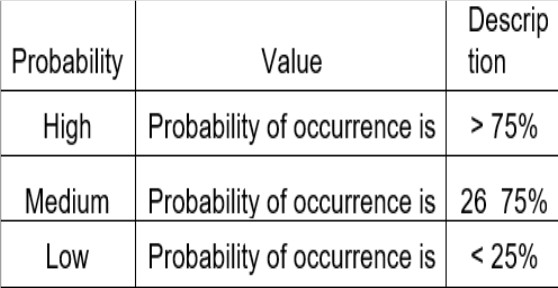 Probability Value Descrip
tion
High Probability of occurrence is > 75%
Medium Probability of occurrence is 26 75%
Low Probability of occurrence is < 25%